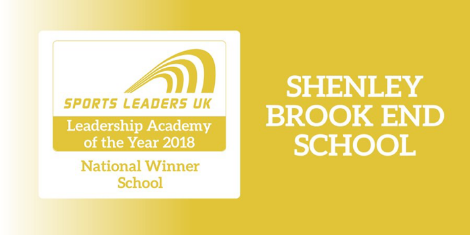 SPORTS LEADERS UK
Leadership Academy
of the Year 2018
National Winner
School
SHENLEY
BROOK END
SCHOOL